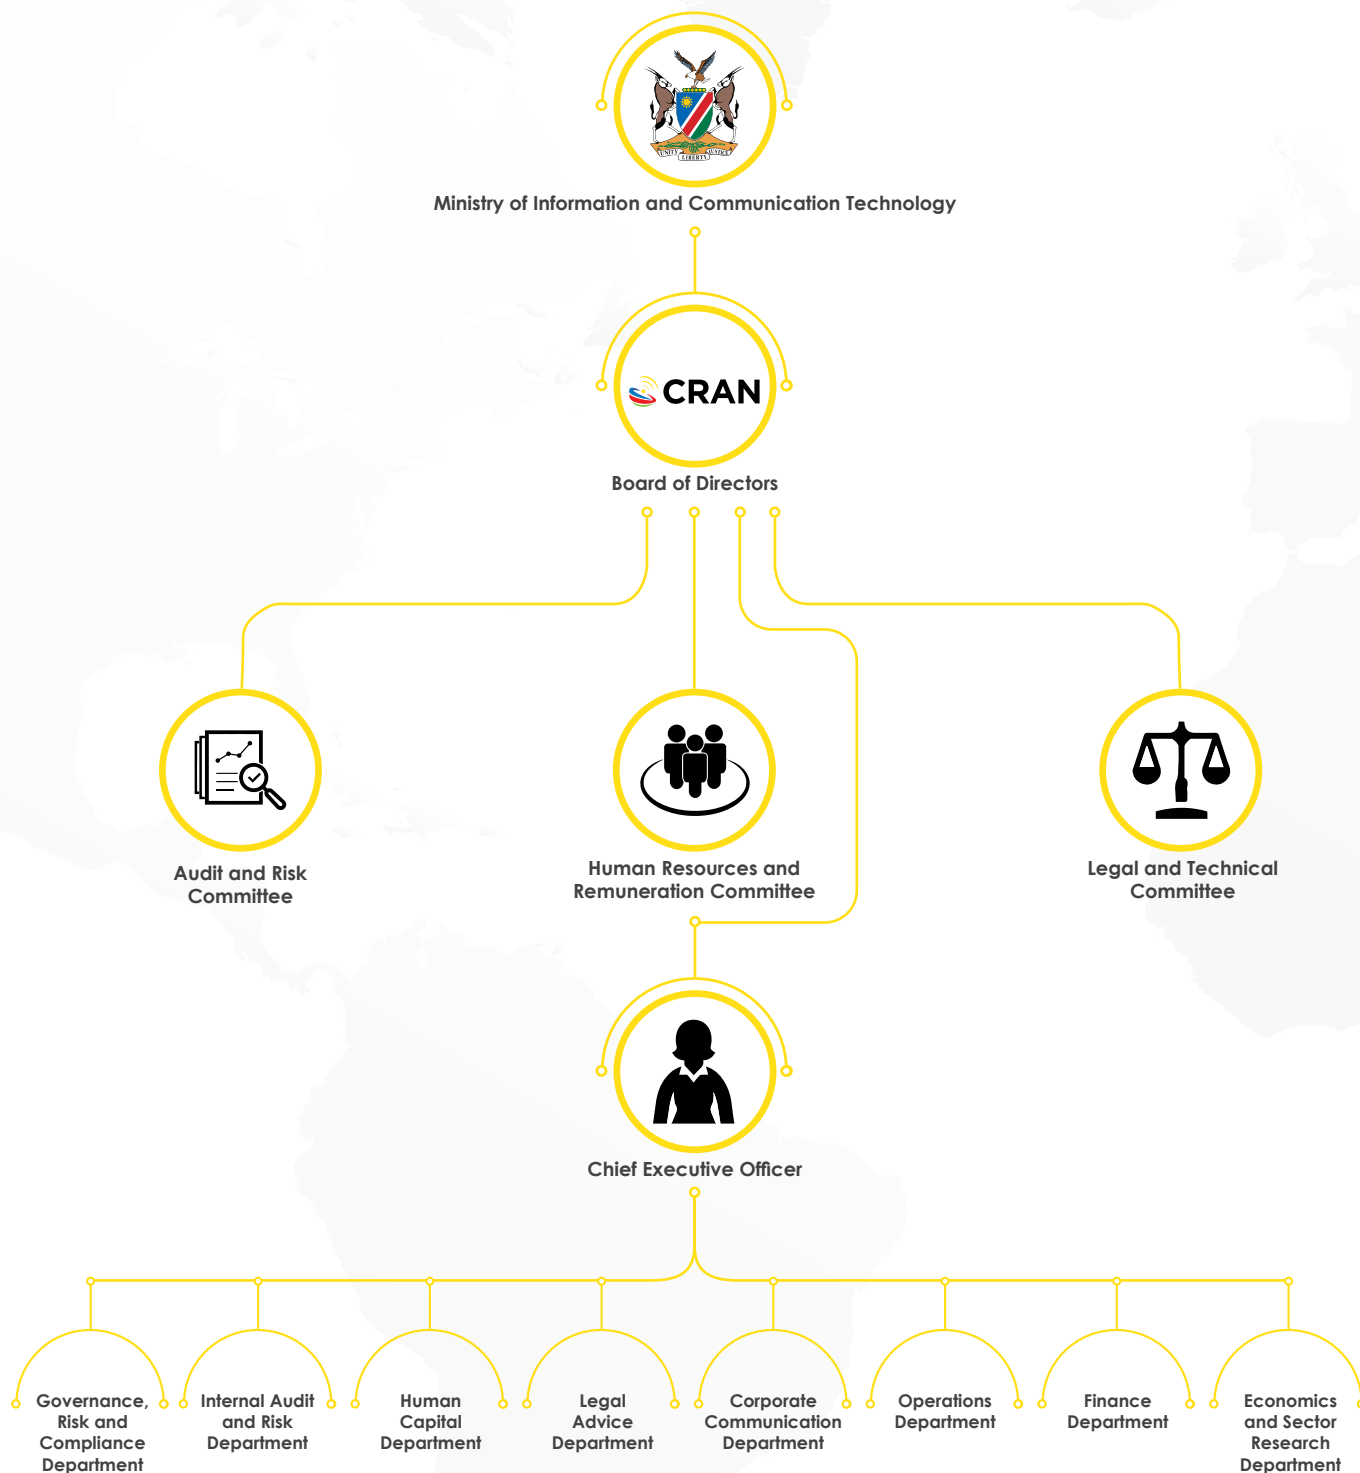 UNITY LIBERTY JUSTICE
Ministry of Information and Communication Technology
CRAN
Board of Directors
Audit and Risk
Committee
Human Resources and
Remuneration Committee
Legal and Technical
Committee
Chief Executive Officer
Governance,
Risk and
Compliance
Department
Internal Audit
and Risk
Department
Human
Capital
Department
Legal
Advice
Department
Corporate
Communication
Department
Operations
Department
Finance
Department
Economics
and Sector
Research
Department